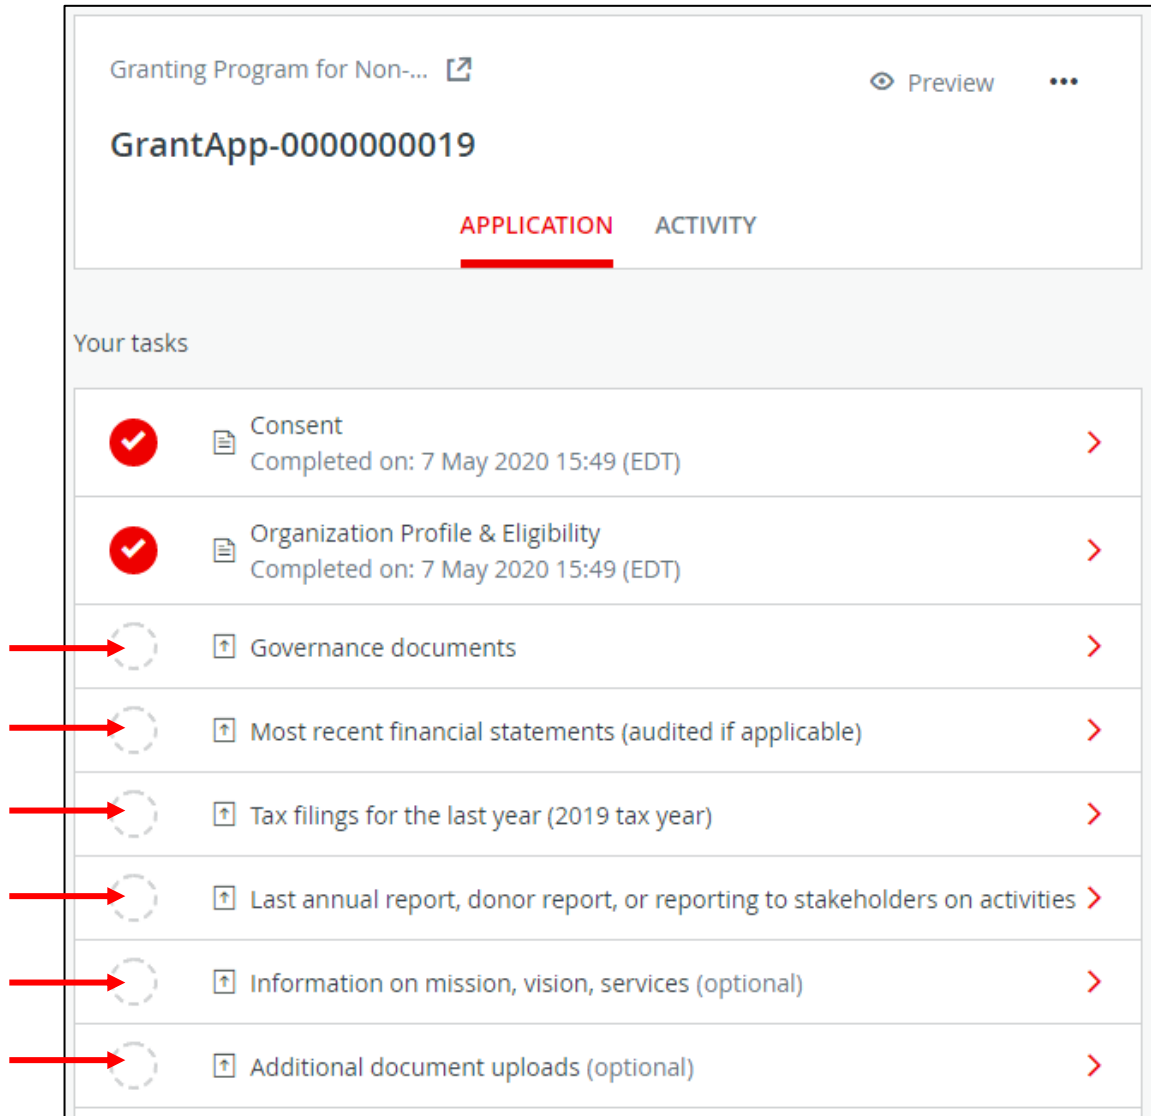 Granting Program for Non-...
Preview
GrantApp-0000000019
APPLICATION ACTIVITY
Your tasks
Consent
Completed on: 7 May 2020 15:49 (EDT)
Organization Profile & Eligibility
Completed on: 7 May 2020 15:49 (EDT)
Governance documents
Most recent financial statements (audited if applicable)
Tax filings for the last year (2019 tax year)
Last annual report, donor report, or reporting to stakeholders on activities
Information on mission, vision, services (optional)
Additional document uploads (optional)